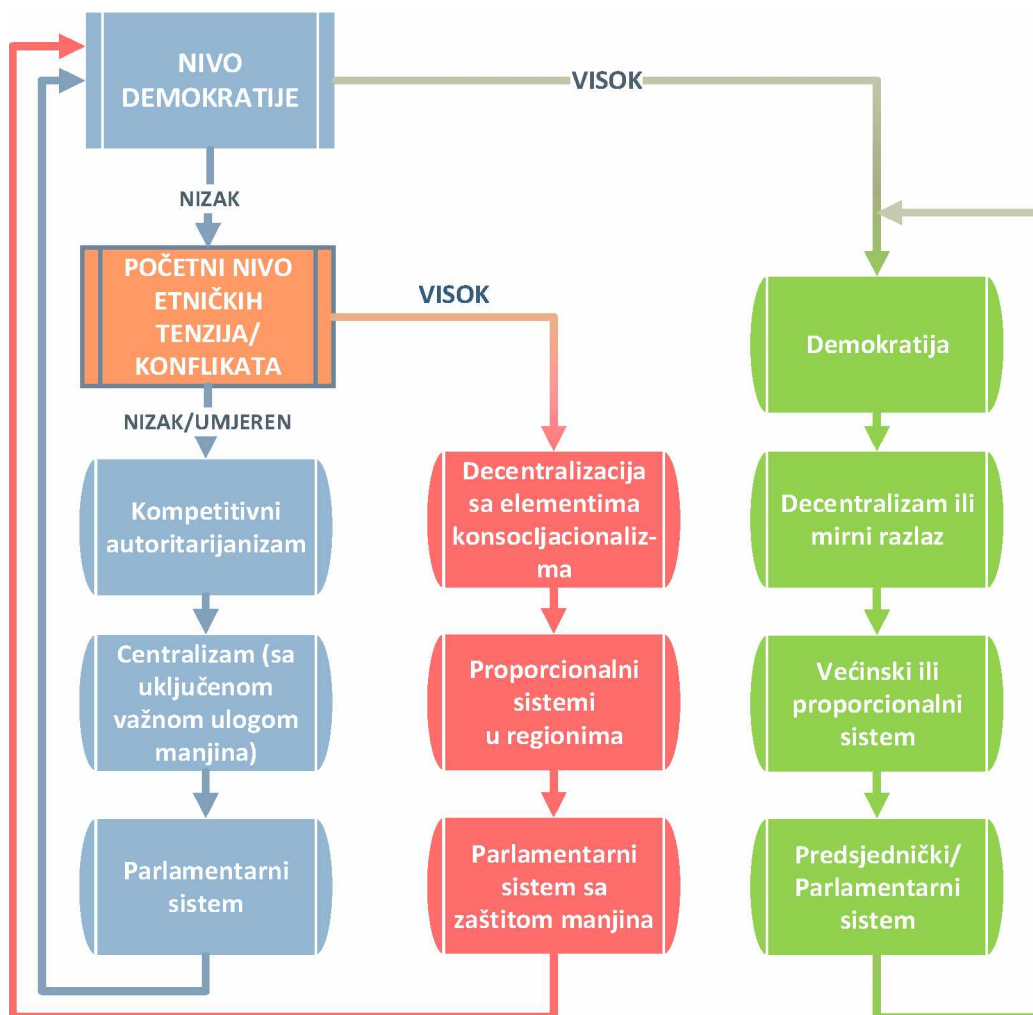 NIVO
DEMOKRATIJE
VISOK
NIZAK
POČETNI NIVO
ETNIČKIH
TENZIJA/
KONFLIKATA
VISOK
NIZAK/UMJEREN
Demokratija
Kompetitivni
autoritarijanizam
Decentralizacija
sa elementima
konsocljacionaliz-
ma
Decentralizam ili
mirni razlaz
Centralizam (sa
uključenom
važnom ulogom
manjina)
Proporcionalni
sistemi
u regionima
Većinski ili
proporcionalni
sistem
Parlamentarni
sistem
Parlamentarni
sistem sa
zaštitom manjina
Predsjednički/
Parlamentarni
sistem